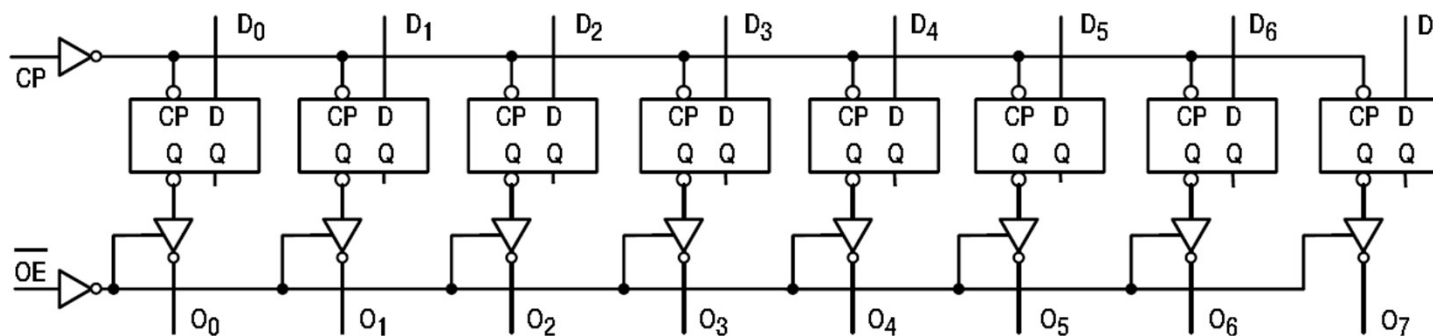 D0 D1 D2 D3 D4 D5 D6 D
CP
CP D CP D CP D CP D CP D CP D CP D CP D
Q Q Q Q Q Q Q Q Q Q Q Q Q Q Q Q
O̅E̅
O0 O1 O2 O3 O4 O5 O6 O7